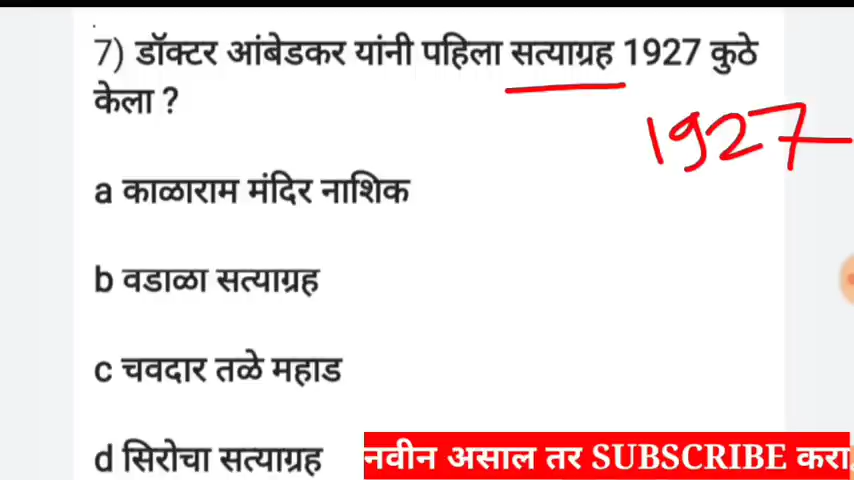 7) डॉक्टर आंबेडकर यांनी पहिला सत्याग्रह 1927 कुठे
केला ?
1927
a काळाराम मंदिर नाशिक
b वडाळा सत्याग्रह
c चवदार तळे महाड
d सिरोचा सत्याग्रह
नवीन असाल तर SUBSCRIBE करा